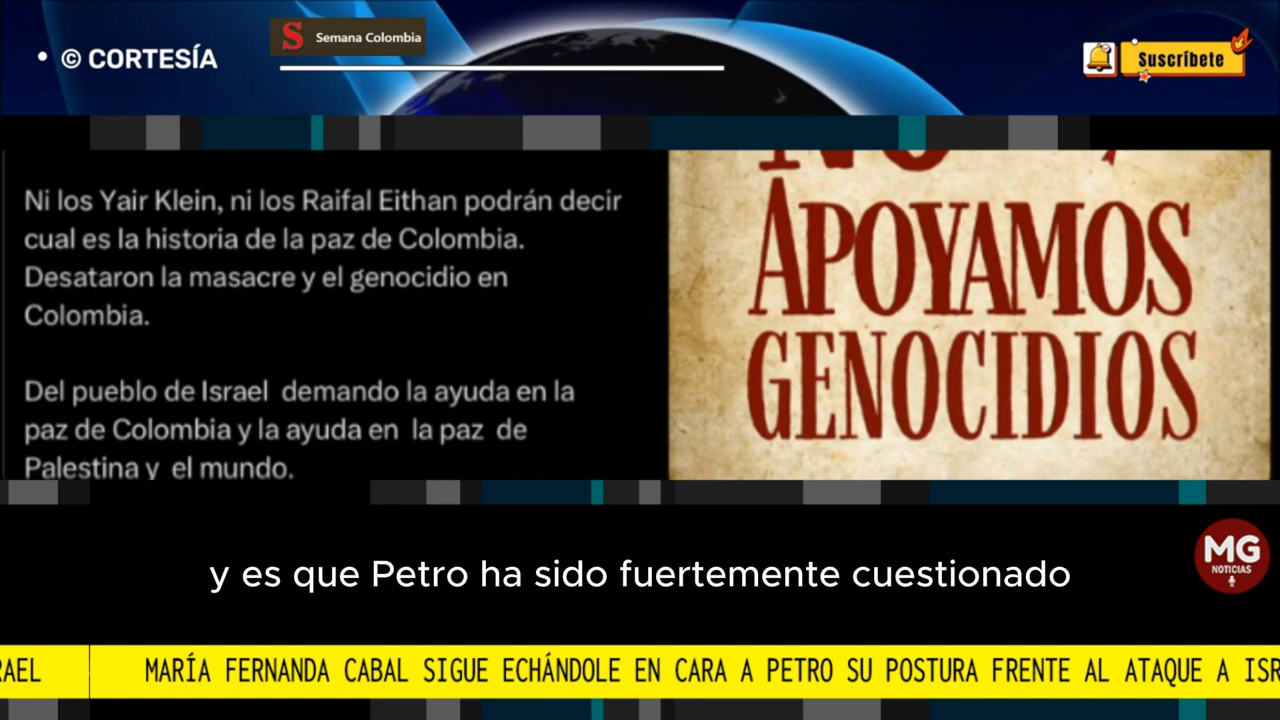 • © CORTESÍA
S Semana Colombia
Suscríbete
Ni los Yair Klein, ni los Raifal Eithan podrán decir
cual es la historia de la paz de Colombia.
Desataron la masacre y el genocidio en
Colombia.
Del pueblo de Israel demando la ayuda en la
paz de Colombia y la ayuda en la paz de
Palestina y el mundo.
NO
APOYAMOS
GENOCIDIOS
y es que Petro ha sido fuertemente cuestionado
MG
NOTICIAS
RAEL MARÍA FERNANDA CABAL SIGUE ECHÁNDOLE EN CARA A PETRO SU POSTURA FRENTE AL ATAQUE A ISR